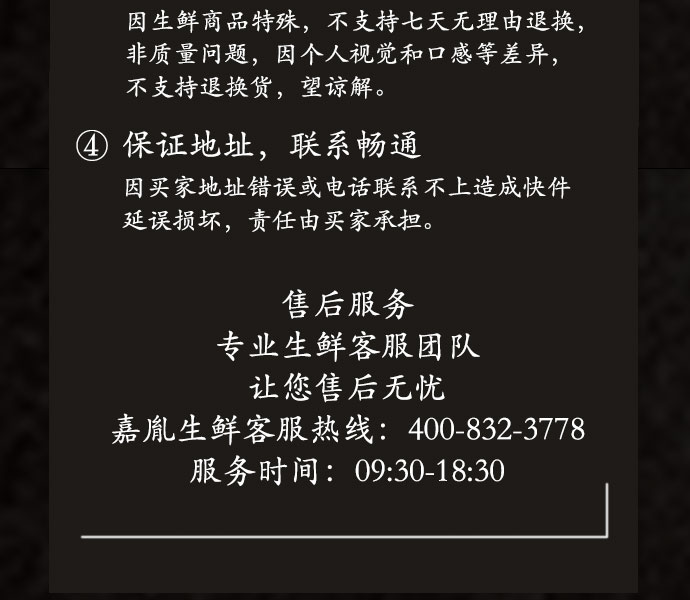 因生鲜商品特殊，不支持七天无理由退换，
非质量问题，因个人视觉和口感等差异，
不支持退换货，望谅解。
④ 保证地址，联系畅通
因买家地址错误或电话联系不上造成快件
延误损坏，责任由买家承担。
售后服务
专业生鲜客服团队
让您售后无忧
嘉胤生鲜客服热线：400-832-3778
服务时间：09:30-18:30